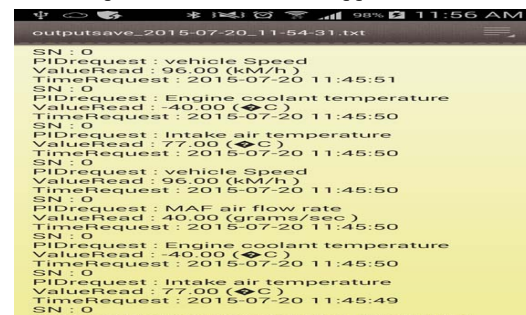 98% 11:56 AM
outputsave_2015-07-20_11-54-31.txt
SN : 0
PIDrequest : vehicle Speed
ValueRead : 96.00 (kM/h )
TimeRequest : 2015-07-20 11:45:51
SN : 0
PIDrequest : Engine coolant temperature
ValueRead : -40.00 (�C )
TimeRequest : 2015-07-20 11:45:50
SN : 0
PIDrequest : Intake air temperature
ValueRead : 77.00 (�C )
TimeRequest : 2015-07-20 11:45:50
SN : 0
PIDrequest : vehicle Speed
ValueRead : 96.00 (kM/h )
TimeRequest : 2015-07-20 11:45:50
SN : 0
PIDrequest : MAF air flow rate
ValueRead : 40.00 (grams/sec )
TimeRequest : 2015-07-20 11:45:50
SN : 0
PIDrequest : Engine coolant temperature
ValueRead : -40.00 (�C )
TimeRequest : 2015-07-20 11:45:50
SN : 0
PIDrequest : Intake air temperature
ValueRead : 77.00 (�C )
TimeRequest : 2015-07-20 11:45:49
SN : 0